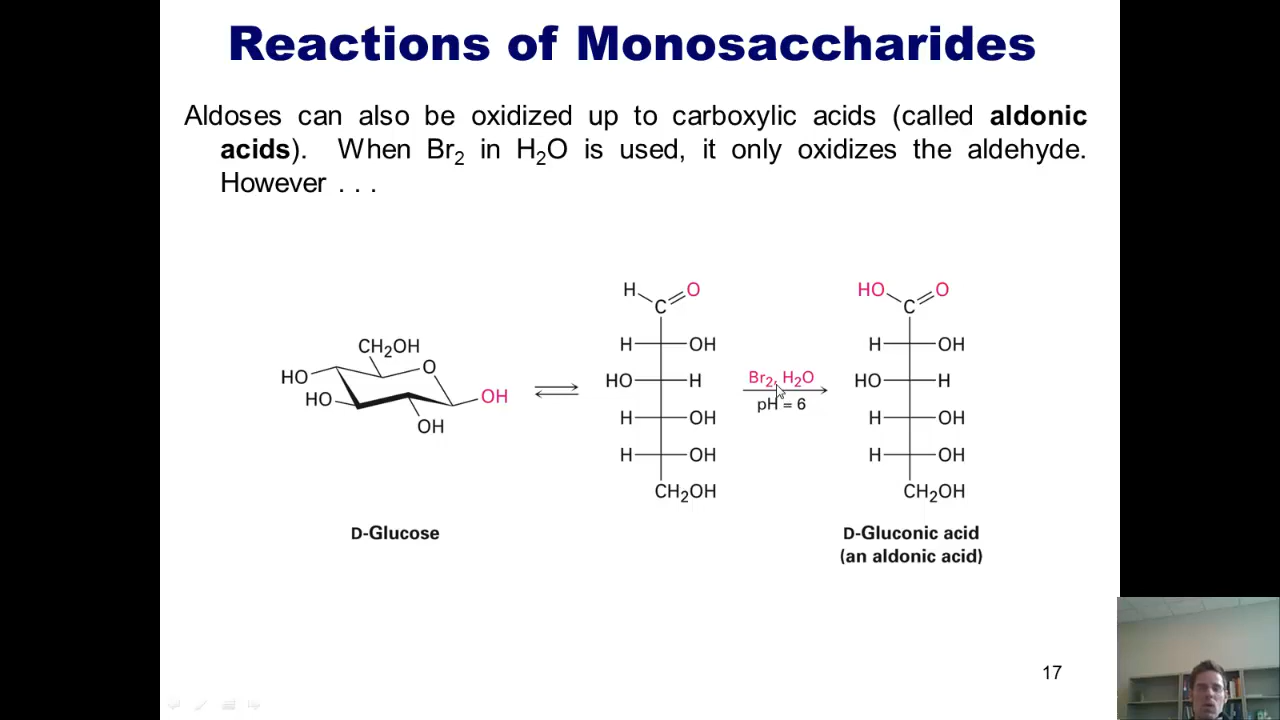 Reactions of Monosaccharides
Aldoses can also be oxidized up to carboxylic acids (called aldonic
acids). When Br₂ in H₂O is used, it only oxidizes the aldehyde.
However . . .
CH₂OH
HO
O
HO
OH
OH
H
O
C
H
OH
HO
H
H
OH
H
OH
CH₂OH
Br₂, H₂O
pH = 6
HO
O
C
H
OH
HO
H
H
OH
H
OH
CH₂OH
D-Glucose
D-Gluconic acid
(an aldonic acid)
17